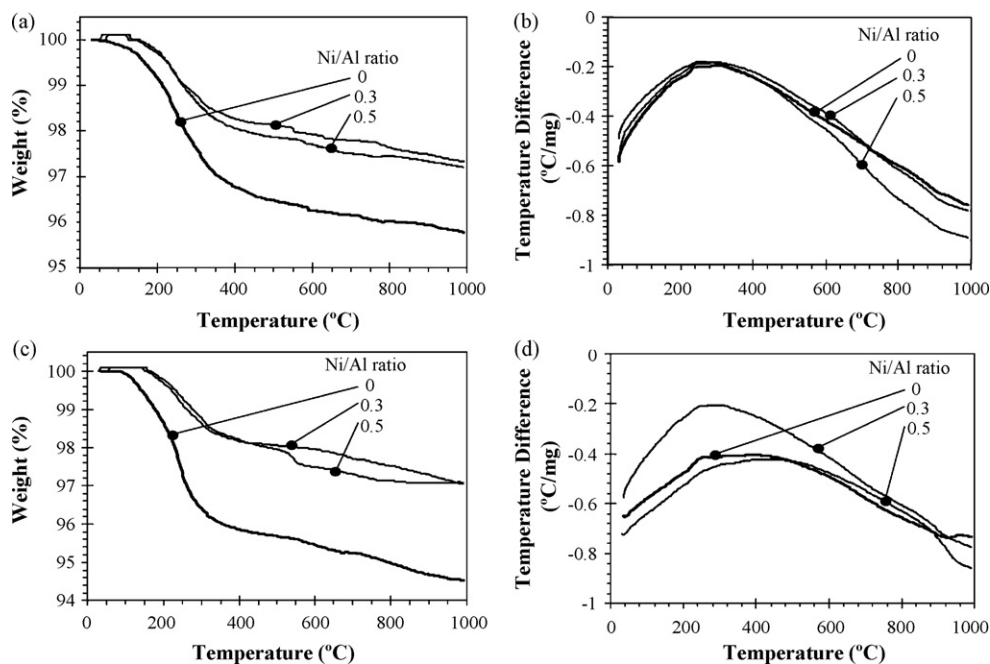 (a)
100
99
98
97
96
95
Weight (%)
Ni/Al ratio
0
0.3
0.5
0 200 400 600 800 1000
Temperature (ºC)
(b)
0
-0.2
-0.4
-0.6
-0.8
-1
Temperature Difference
(ºC/mg)
Ni/Al ratio
0
0.3
0.5
0 200 400 600 800 1000
Temperature (ºC)
(c)
100
99
98
97
96
95
94
Weight (%)
Ni/Al ratio
0
0.3
0.5
0 200 400 600 800 1000
Temperature (ºC)
(d)
0
-0.2
-0.4
-0.6
-0.8
-1
Temperature Difference
(ºC/mg)
Ni/Al ratio
0
0.3
0.5
0 200 400 600 800 1000
Temperature (ºC)